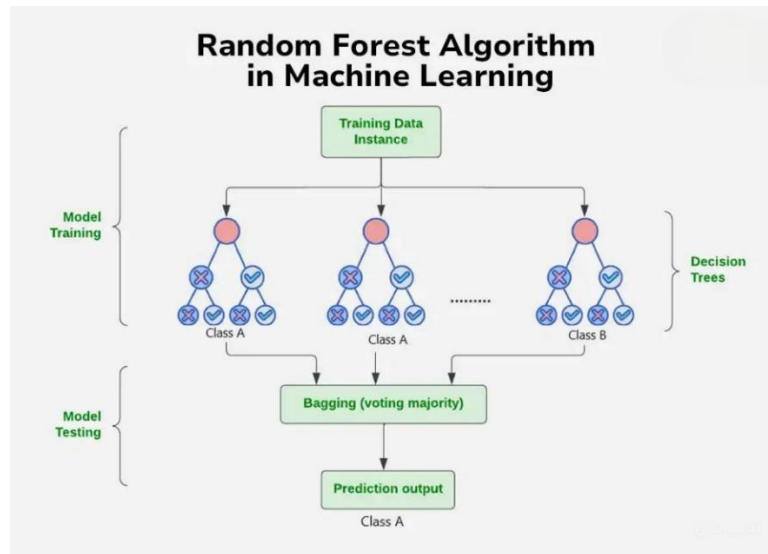 Random Forest Algorithm
in Machine Learning
Training Data
Instance
Model
Training
Decision
Trees
.........
Class A
Class A
Class B
Model
Testing
Bagging (voting majority)
Prediction output
Class A